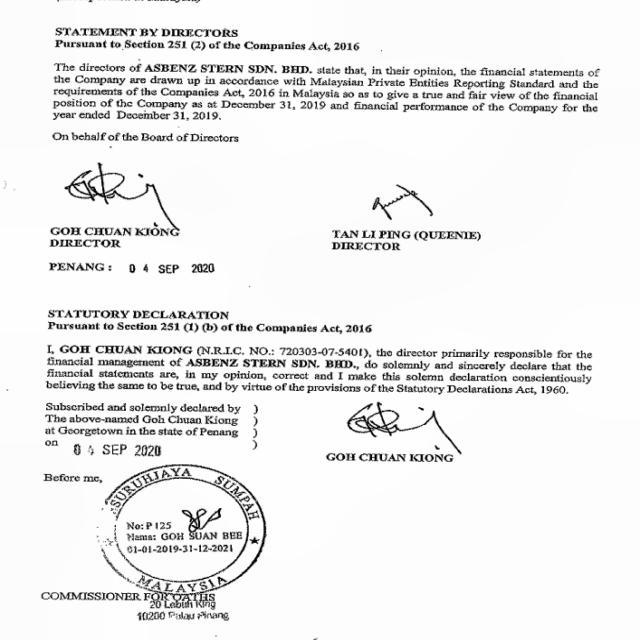 STATEMENT BY DIRECTORS
Pursuant to Section 251 (2) of the Companies Act, 2016
The directors of ASBENZ STERN SDN. BHD. state that, in their opinion, the financial statements of
the Company are drawn up in accordance with Malaysian Private Entities Reporting Standard and the
requirements of the Companies Act, 2016 in Malaysia so as to give a true and fair view of the financial
position of the Company as at December 31, 2019 and financial performance of the Company for the
year ended December 31, 2019.
On behalf of the Board of Directors
GOH CHUAN KIONG
DIRECTOR
TAN LI PING (QUEENIE)
DIRECTOR
PENANG : 0 4 SEP 2020
STATUTORY DECLARATION
Pursuant to Section 251 (1) (b) of the Companies Act, 2016
I, GOH CHUAN KIONG (N.R.I.C. NO.: 720303-07-5401), the director primarily responsible for the
financial management of ASBENZ STERN SDN. BHD., do solemnly and sincerely declare that the
financial statements are, in my opinion, correct and I make this solemn declaration conscientiously
believing the same to be true, and by virtue of the provisions of the Statutory Declarations Act, 1960.
Subscribed and solemnly declared by )
The above-named Goh Chuan Kiong )
at Georgetown in the state of Penang )
on 0 4 SEP 2020 )
GOH CHUAN KIONG
Before me,
SURUHJAYA SUMPAH
No: P 125
Nama: GOH SUAN BEE
01-01-2019-31-12-2021
MALAYSIA
COMMISSIONER FOR OATHS
20 Lebuh King
10200 Pulau Pinang